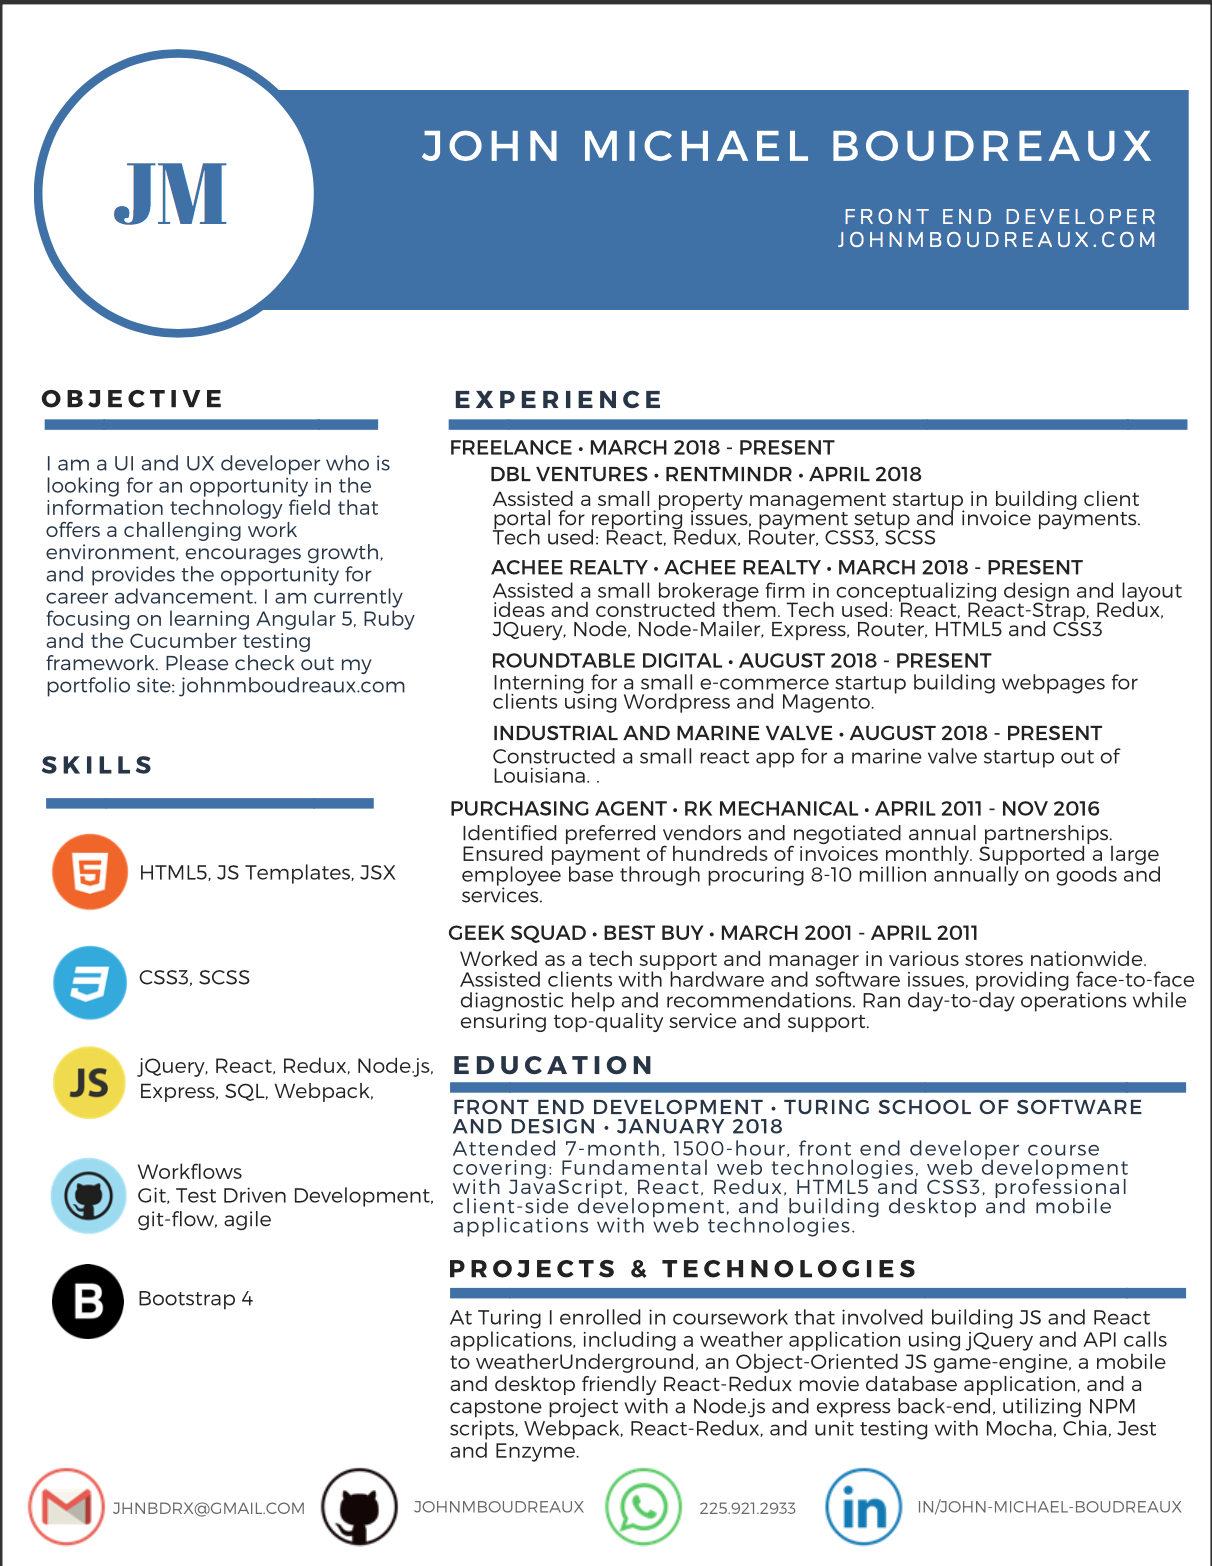 JM
JOHN MICHAEL BOUDREAUX
FRONT END DEVELOPER
JOHNMBOUDREAUX.COM
OBJECTIVE
I am a UI and UX developer who is
looking for an opportunity in the
information technology field that
offers a challenging work
environment, encourages growth,
and provides the opportunity for
career advancement. I am currently
focusing on learning Angular 5, Ruby
and the Cucumber testing
framework. Please check out my
portfolio site: johnmboudreaux.com
SKILLS
HTML5, JS Templates, JSX
CSS3, SCSS
JS
jQuery, React, Redux, Node.js,
Express, SQL, Webpack,
Workflows
Git, Test Driven Development,
git-flow, agile
B
Bootstrap 4
EXPERIENCE
FREELANCE • MARCH 2018 - PRESENT
DBL VENTURES • RENTMINDR • APRIL 2018
Assisted a small property management startup in building client
portal for reporting issues, payment setup and invoice payments.
Tech used: React, Redux, Router, CSS3, SCSS
ACHEE REALTY • ACHEE REALTY • MARCH 2018 - PRESENT
Assisted a small brokerage firm in conceptualizing design and layout
ideas and constructed them. Tech used: React, React-Strap, Redux,
JQuery, Node, Node-Mailer, Express, Router, HTML5 and CSS3
ROUNDTABLE DIGITAL • AUGUST 2018 - PRESENT
Interning for a small e-commerce startup building webpages for
clients using Wordpress and Magento.
INDUSTRIAL AND MARINE VALVE • AUGUST 2018 - PRESENT
Constructed a small react app for a marine valve startup out of
Louisiana. .
PURCHASING AGENT • RK MECHANICAL • APRIL 2011 - NOV 2016
Identified preferred vendors and negotiated annual partnerships.
Ensured payment of hundreds of invoices monthly. Supported a large
employee base through procuring 8-10 million annually on goods and
services.
GEEK SQUAD • BEST BUY • MARCH 2001 - APRIL 2011
Worked as a tech support and manager in various stores nationwide.
Assisted clients with hardware and software issues, providing face-to-face
diagnostic help and recommendations. Ran day-to-day operations while
ensuring top-quality service and support.
EDUCATION
FRONT END DEVELOPMENT • TURING SCHOOL OF SOFTWARE
AND DESIGN • JANUARY 2018
Attended 7-month, 1500-hour, front end developer course
covering: Fundamental web technologies, web development
with JavaScript, React, Redux, HTML5 and CSS3, professional
client-side development, and building desktop and mobile
applications with web technologies.
PROJECTS & TECHNOLOGIES
At Turing I enrolled in coursework that involved building JS and React
applications, including a weather application using jQuery and API calls
to weatherUnderground, an Object-Oriented JS game-engine, a mobile
and desktop friendly React-Redux movie database application, and a
capstone project with a Node.js and express back-end, utilizing NPM
scripts, Webpack, React-Redux, and unit testing with Mocha, Chia, Jest
and Enzyme.
JHNBDRX@GMAIL.COM
JOHNMBOUDREAUX
225.921.2933
in
IN/JOHN-MICHAEL-BOUDREAUX